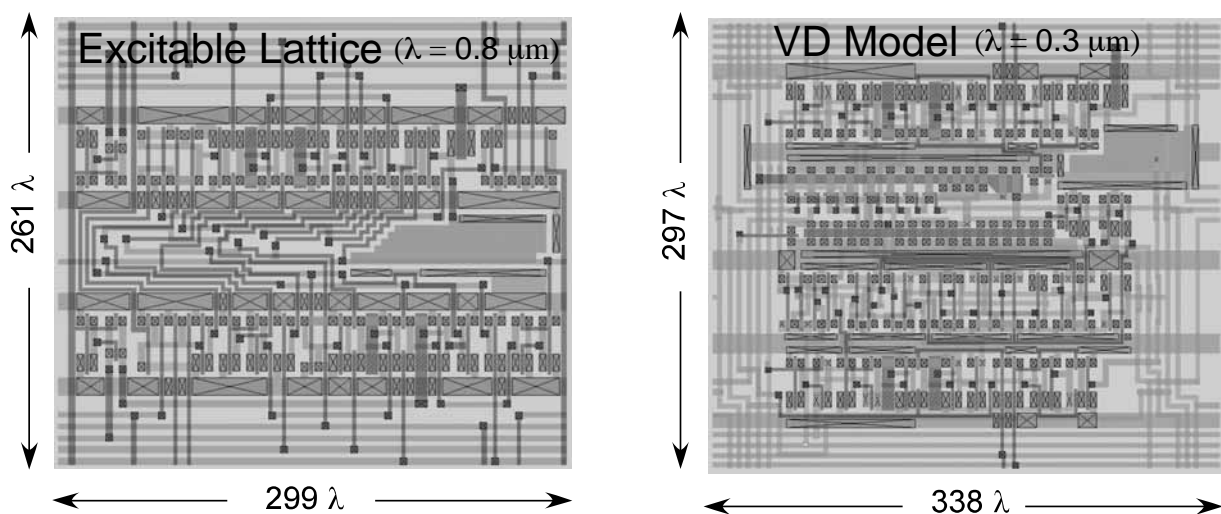 Excitable Lattice (λ = 0.8 μm)
261 λ
299 λ
VD Model (λ = 0.3 μm)
297 λ
338 λ